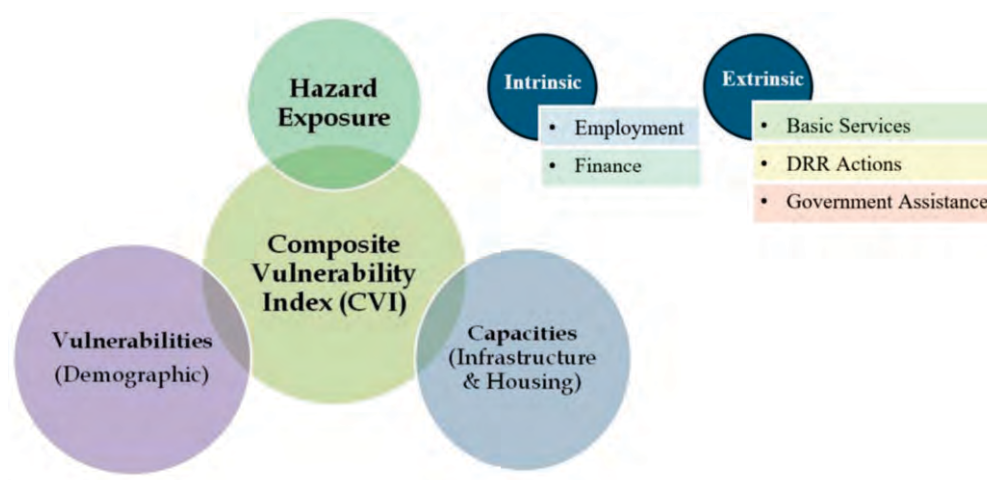 Hazard
Exposure
Composite
Vulnerability
Index (CVI)
Vulnerabilities
(Demographic)
Capacities
(Infrastructure
& Housing)
Intrinsic
• Employment
• Finance
Extrinsic
• Basic Services
• DRR Actions
• Government Assistance